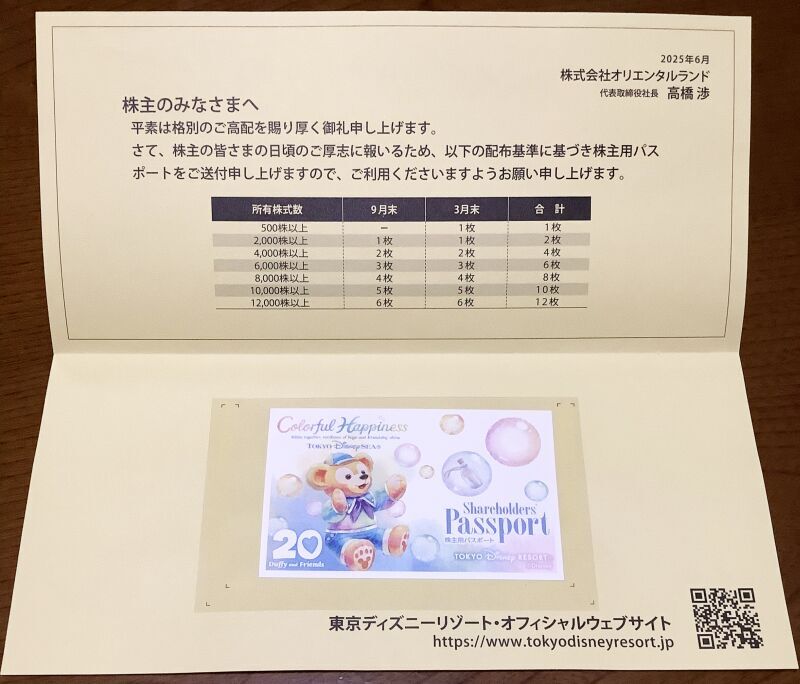 2025年6月
株式会社オリエンタルランド
代表取締役社長 高橋 渉
株主のみなさまへ
平素は格別のご高配を賜り厚く御礼申し上げます。
さて、株主の皆さまの日頃のご厚志に報いるため、以下の配布基準に基づき株主用パス
ポートをご送付申し上げますので、ご利用くださいますようお願い申し上げます。
所有株式数 9月末 3月末 合 計
500株以上 − 1枚 1枚
2,000株以上 1枚 1枚 2枚
4,000株以上 2枚 2枚 4枚
6,000株以上 3枚 3枚 6枚
8,000株以上 4枚 4枚 8枚
10,000株以上 5枚 5枚 10枚
12,000株以上 6枚 6枚 12枚
Colorful Happiness
TOKYO DisneySEA®
Shareholders'
Passport
株主用パスポート
TOKYO Disney RESORT®
©Disney
20
Duffy and Friends
東京ディズニーリゾート・オフィシャルウェブサイト
https://www.tokyodisneyresort.jp